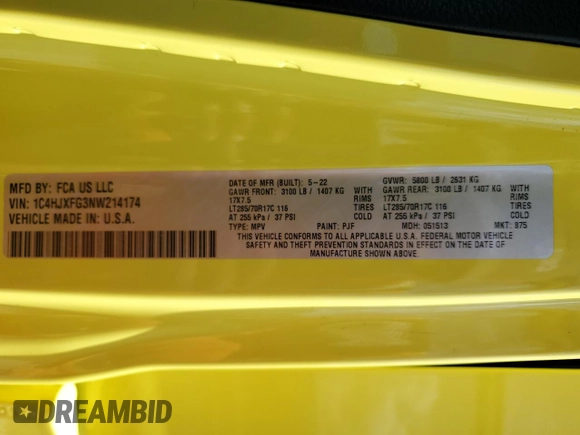 MFD BY: FCA US LLC
VIN: 1C4HJXFG3NW214174
VEHICLE MADE IN: U.S.A.
DATE OF MFR (BUILT): 5-22
GAWR FRONT: 3100 LB / 1407 KG WITH
17X7.5 RIMS
LT285/70R17C 116 TIRES
AT 255 kPa / 37 PSI COLD
TYPE: MPV
GVWR: 5800 LB / 2631 KG
GAWR REAR: 3100 LB / 1407 KG WITH
17X7.5 RIMS
LT285/70R17C 116 TIRES
AT 255 kPa / 37 PSI COLD
PAINT: PJF MDH: 051513 MKT: 975
THIS VEHICLE CONFORMS TO ALL APPLICABLE U.S.A. FEDERAL MOTOR VEHICLE
SAFETY AND THEFT PREVENTION STANDARDS IN EFFECT ON THE DATE OF
MANUFACTURE SHOWN ABOVE.
DREAMBID